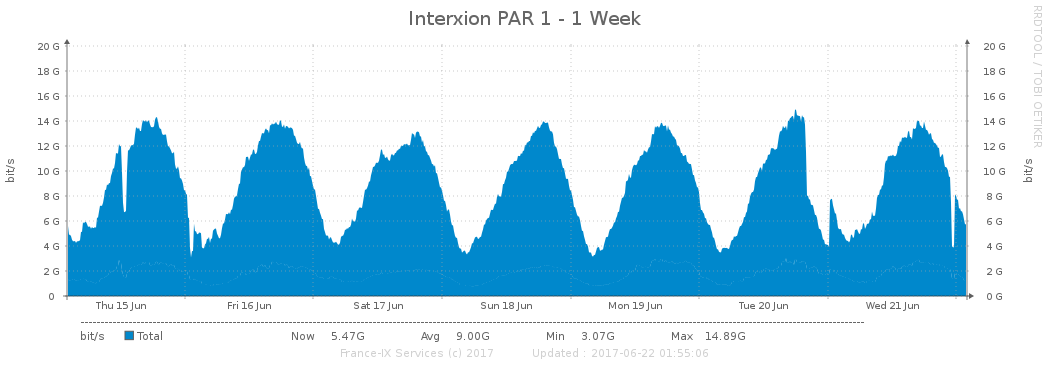 Interxion PAR 1 - 1 Week
RRDTOOL / TOBI OETIKER
bit/s
20 G 20 G
18 G 18 G
16 G 16 G
14 G 14 G
12 G 12 G
10 G 10 G
8 G 8 G
6 G 6 G
4 G 4 G
2 G 2 G
0 0 G
bit/s
Thu 15 Jun Fri 16 Jun Sat 17 Jun Sun 18 Jun Mon 19 Jun Tue 20 Jun Wed 21 Jun
bit/s Total Now 5.47G Avg 9.00G Min 3.07G Max 14.89G
France-IX Services (c) 2017 Updated : 2017-06-22 01:55:06